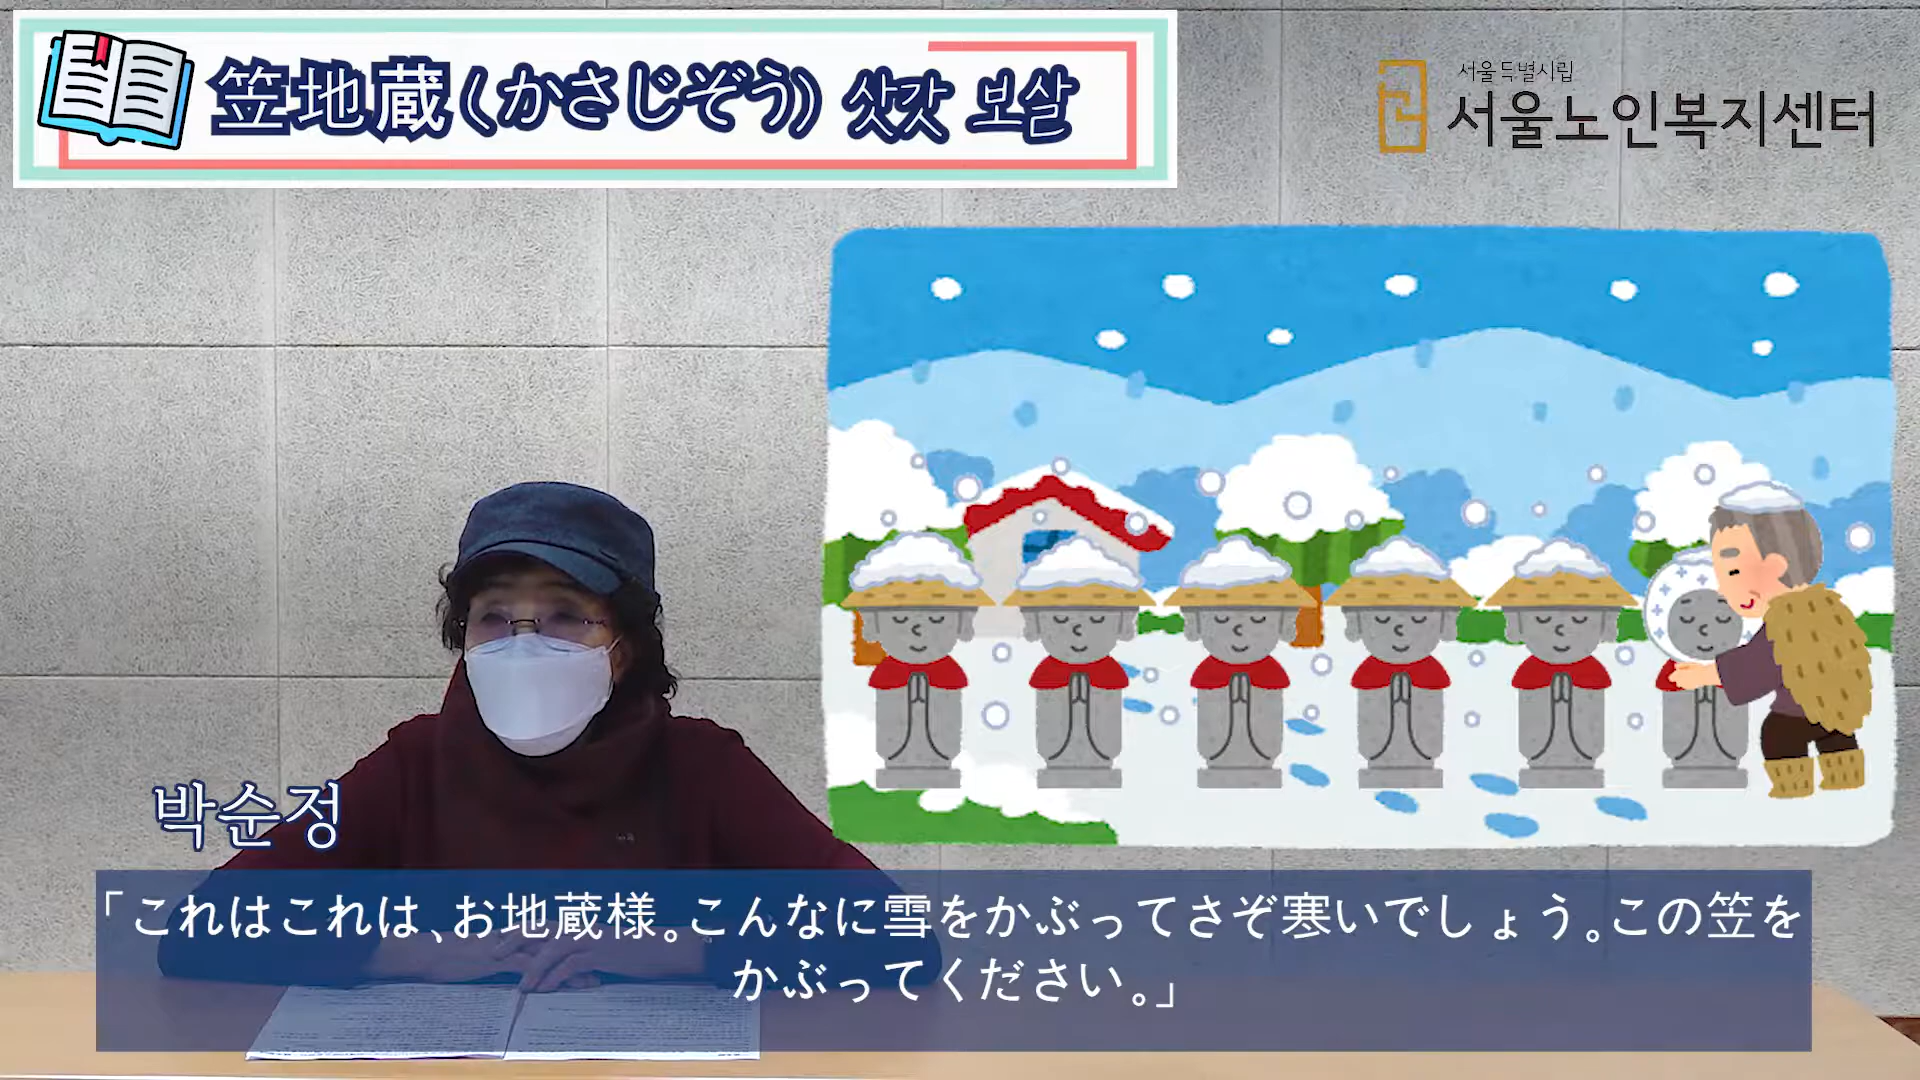 笠地蔵(かさじぞう) 삿갓 보살
서울특별시립
서울노인복지센터
박순정
「これはこれは、お地蔵様。こんなに雪をかぶってさぞ寒いでしょう。この笠を
かぶってください。」